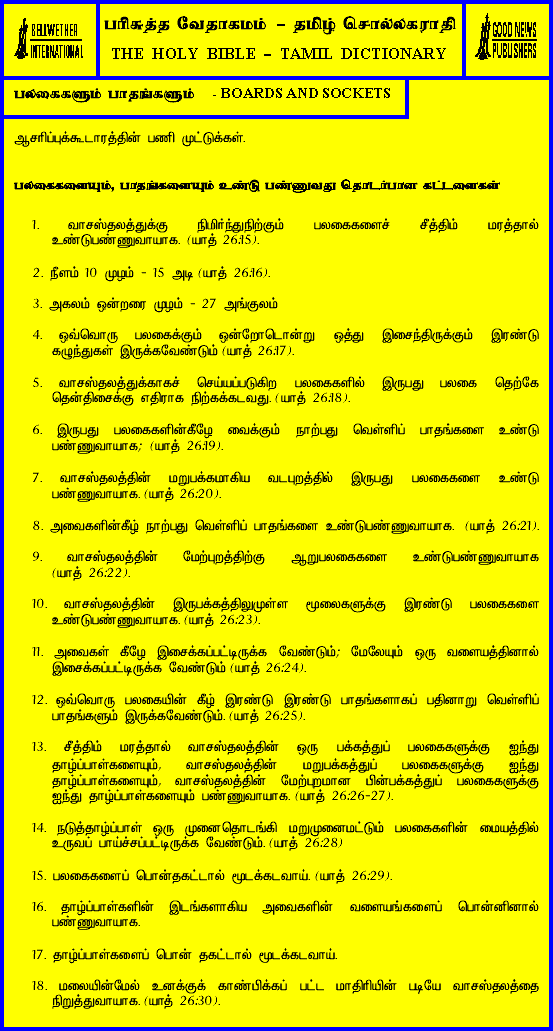 BELLWETHER
INTERNATIONAL
பரிசுத்த வேதாகமம் – தமிழ் சொல்லகராதி
THE HOLY BIBLE – TAMIL DICTIONARY
GOOD NEWS
PUBLISHERS
பலகைகளும் பாதங்களும் - BOARDS AND SOCKETS
ஆசரிப்புக்கூடாரத்தின் பணி முட்டுக்கள்.
பலகைகளையும், பாதங்களையும் உண்டு பண்ணுவது தொடர்பான கட்டளைகள்
1. வாசஸ்தலத்துக்கு நிமிர்ந்துநிற்கும் பலகைகளைச் சீத்திம் மரத்தால்
உண்டுபண்ணுவாயாக. (யாத் 26:15).
2. நீளம் 10 முழம் - 15 அடி (யாத் 26:16).
3. அகலம் ஒன்றரை முழம் - 27 அங்குலம்
4. ஒவ்வொரு பலகைக்கும் ஒன்றோடொன்று ஒத்து இசைந்திருக்கும் இரண்டு
கழுந்துகள் இருக்கவேண்டும் (யாத் 26:17).
5. வாசஸ்தலத்துக்காகச் செய்யப்படுகிற பலகைகளில் இருபது பலகை தெற்கே
தென்திசைக்கு எதிராக நிற்கக்கடவது. (யாத் 26:18).
6. இருபது பலகைகளின்கீழே வைக்கும் நாற்பது வெள்ளிப் பாதங்களை உண்டு
பண்ணுவாயாக; (யாத் 26:19).
7. வாசஸ்தலத்தின் மறுபக்கமாகிய வடபுறத்தில் இருபது பலகைகளை உண்டு
பண்ணுவாயாக. (யாத் 26:20).
8. அவைகளின்கீழ் நாற்பது வெள்ளிப் பாதங்களை உண்டுபண்ணுவாயாக. (யாத் 26:21).
9. வாசஸ்தலத்தின் மேற்புறத்திற்கு ஆறுபலகைகளை உண்டுபண்ணுவாயாக
(யாத் 26:22).
10. வாசஸ்தலத்தின் இருபக்கத்திலுமுள்ள மூலைகளுக்கு இரண்டு பலகைகளை
உண்டுபண்ணுவாயாக. (யாத் 26:23).
11. அவைகள் கீழே இசைக்கப்பட்டிருக்க வேண்டும்; மேலேயும் ஒரு வளையத்தினால்
இசைக்கப்பட்டிருக்க வேண்டும் (யாத் 26:24).
12. ஒவ்வொரு பலகையின் கீழ் இரண்டு இரண்டு பாதங்களாகப் பதினாறு வெள்ளிப்
பாதங்களும் இருக்கவேண்டும். (யாத் 26:25).
13. சீத்திம் மரத்தால் வாசஸ்தலத்தின் ஒரு பக்கத்துப் பலகைகளுக்கு ஐந்து
தாழ்ப்பாள்களையும், வாசஸ்தலத்தின் மறுபக்கத்துப் பலகைகளுக்கு ஐந்து
தாழ்ப்பாள்களையும், வாசஸ்தலத்தின் மேற்புறமான பின்பக்கத்துப் பலகைகளுக்கு
ஐந்து தாழ்ப்பாள்களையும் பண்ணுவாயாக. (யாத் 26:26-27).
14. நடுத்தாழ்ப்பாள் ஒரு முனைதொடங்கி மறுமுனைமட்டும் பலகைகளின் மையத்தில்
உருவப் பாய்ச்சப்பட்டிருக்க வேண்டும். (யாத் 26:28)
15. பலகைகளைப் பொன்தகட்டால் மூடக்கடவாய். (யாத் 26:29).
16. தாழ்ப்பாள்களின் இடங்களாகிய அவைகளின் வளையங்களைப் பொன்னினால்
பண்ணுவாயாக.
17. தாழ்ப்பாள்களைப் பொன் தகட்டால் மூடக்கடவாய்.
18. மலையின்மேல் உனக்குக் காண்பிக்கப் பட்ட மாதிரியின் படியே வாசஸ்தலத்தை
நிறுத்துவாயாக. (யாத் 26:30).